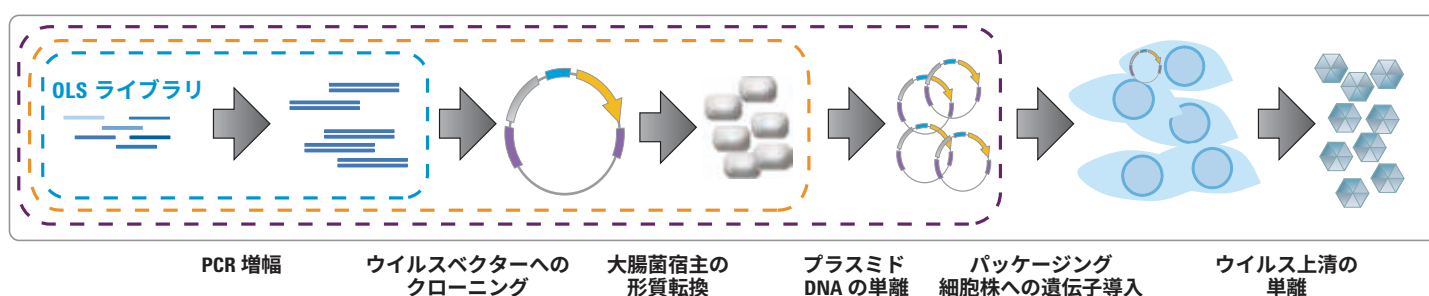 OLS ライブラリ
PCR 増幅
ウイルスベクターへの
クローニング
大腸菌宿主の
形質転換
プラスミド
DNA の単離
パッケージング
細胞株への遺伝子導入
ウイルス上清の
単離